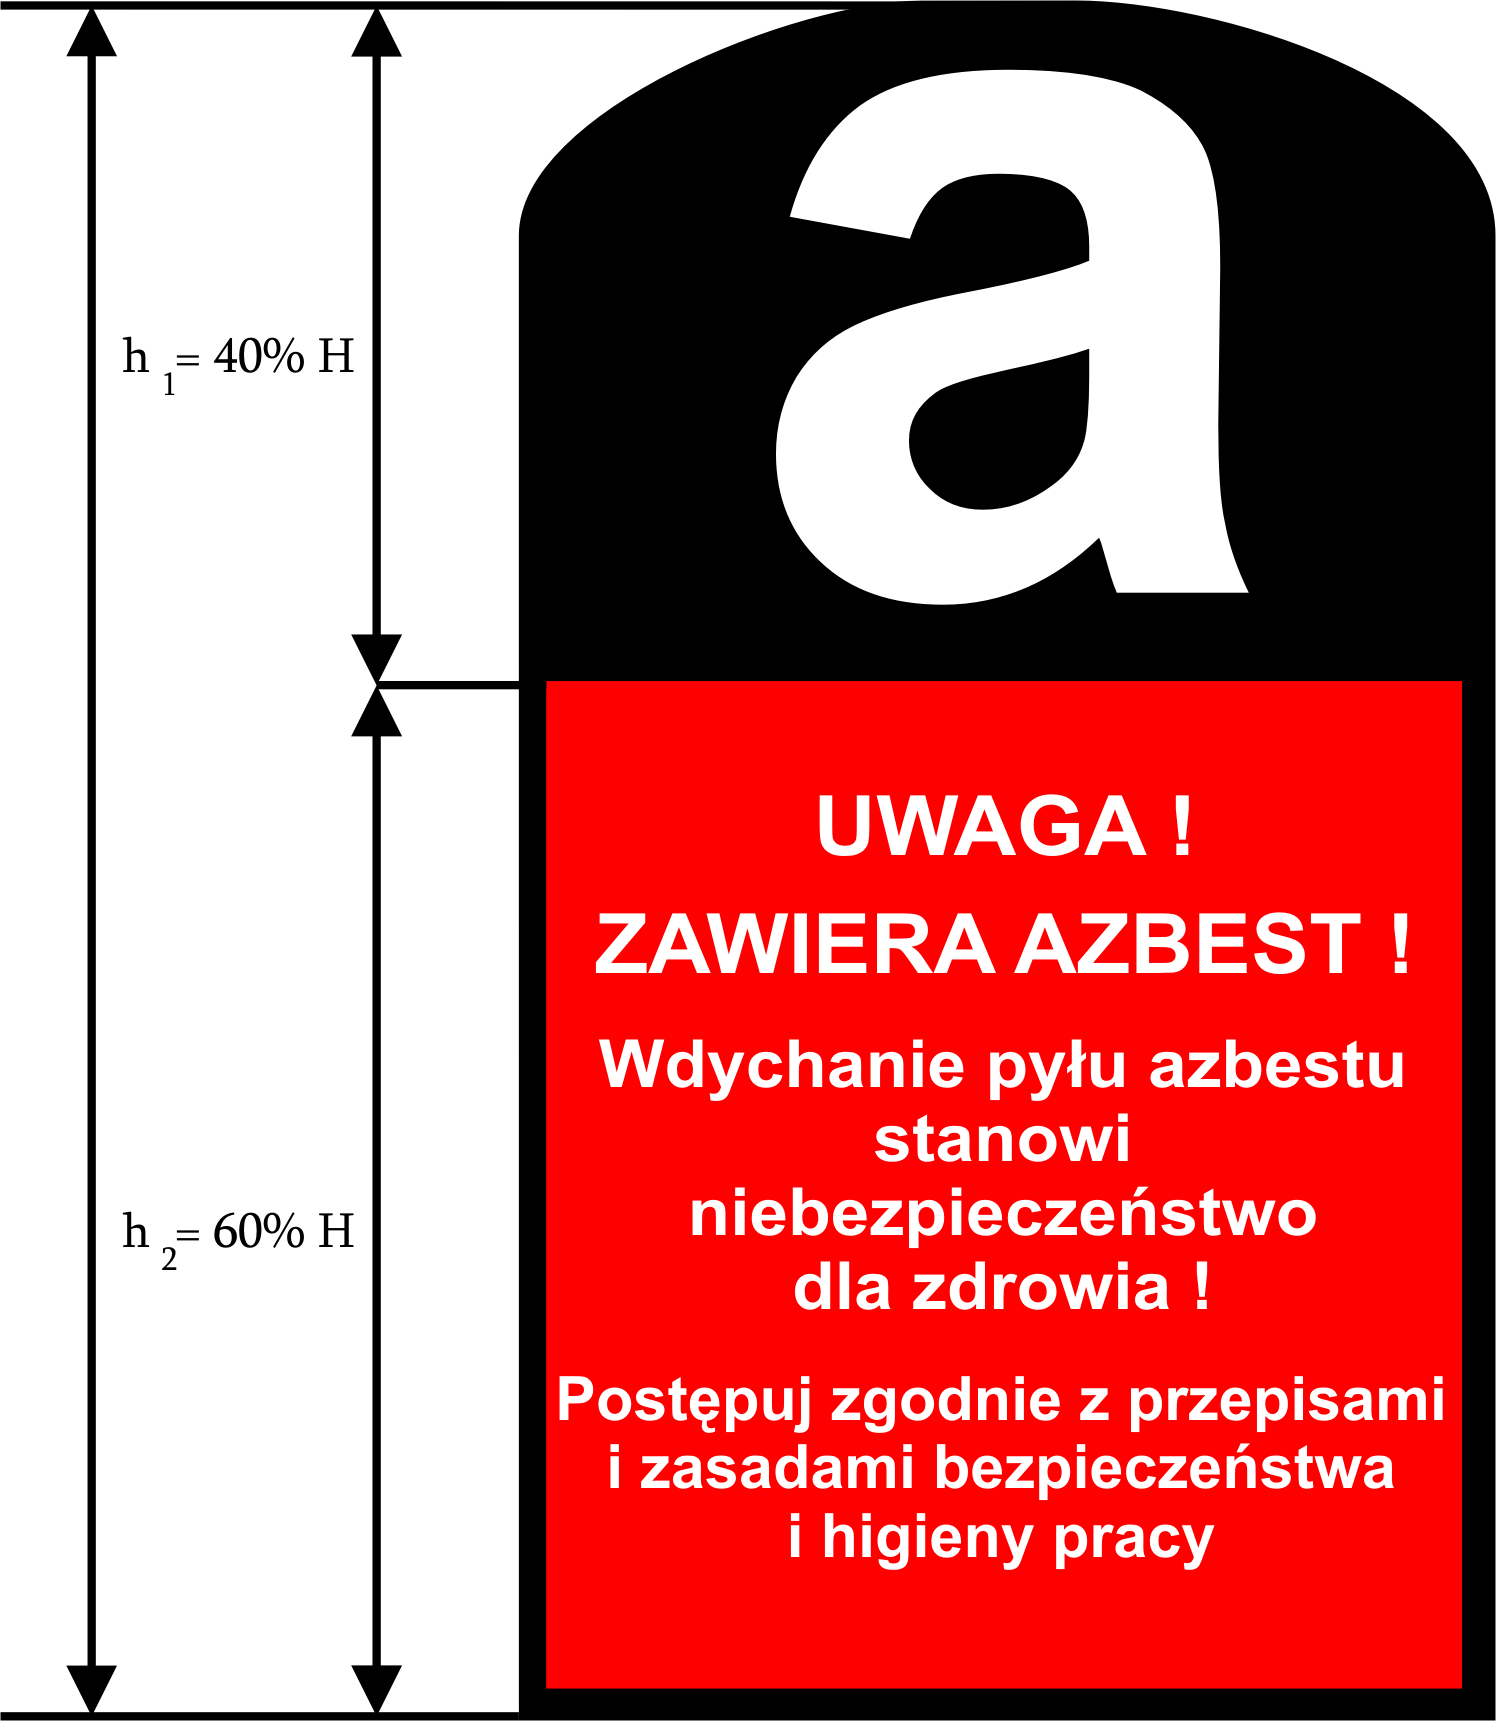 a
h 1= 40% H
UWAGA !
ZAWIERA AZBEST !
Wdychanie pyłu azbestu
stanowi
niebezpieczeństwo
dla zdrowia !
h 2= 60% H
Postępuj zgodnie z przepisami
i zasadami bezpieczeństwa
i higieny pracy